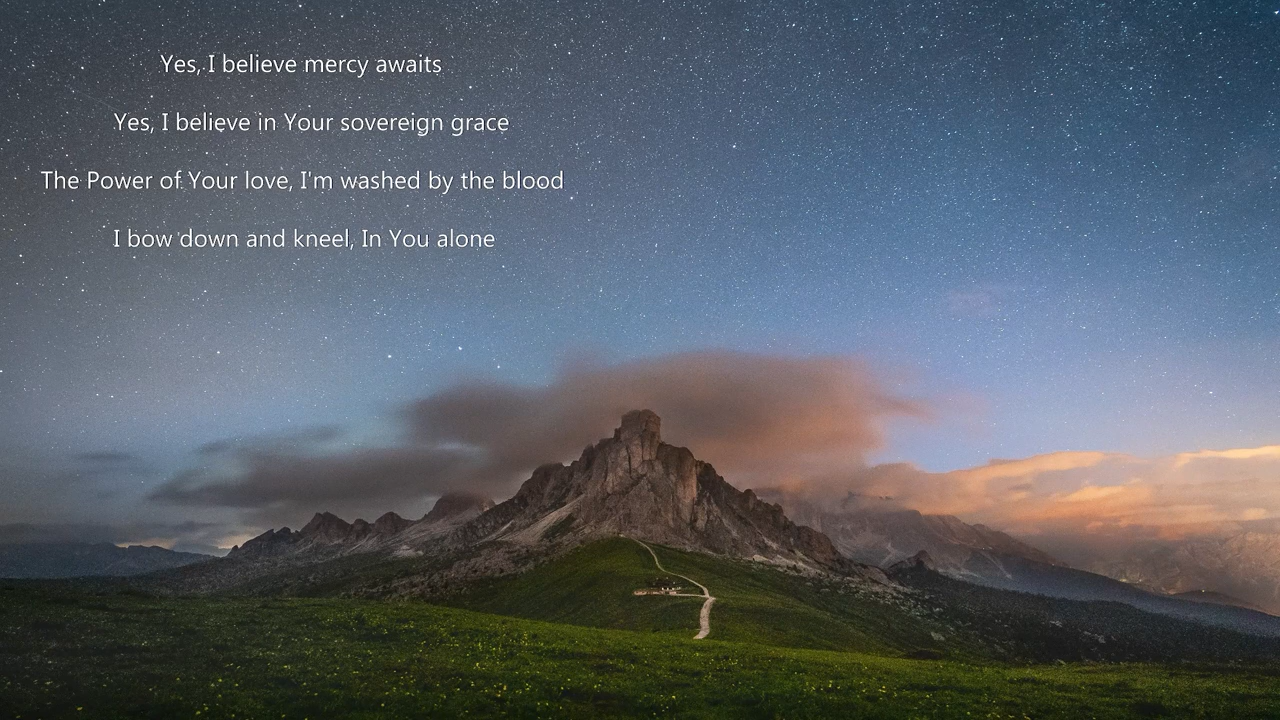 Yes, I believe mercy awaits
Yes, I believe in Your sovereign grace
The Power of Your love, I'm washed by the blood
I bow down and kneel, In You alone